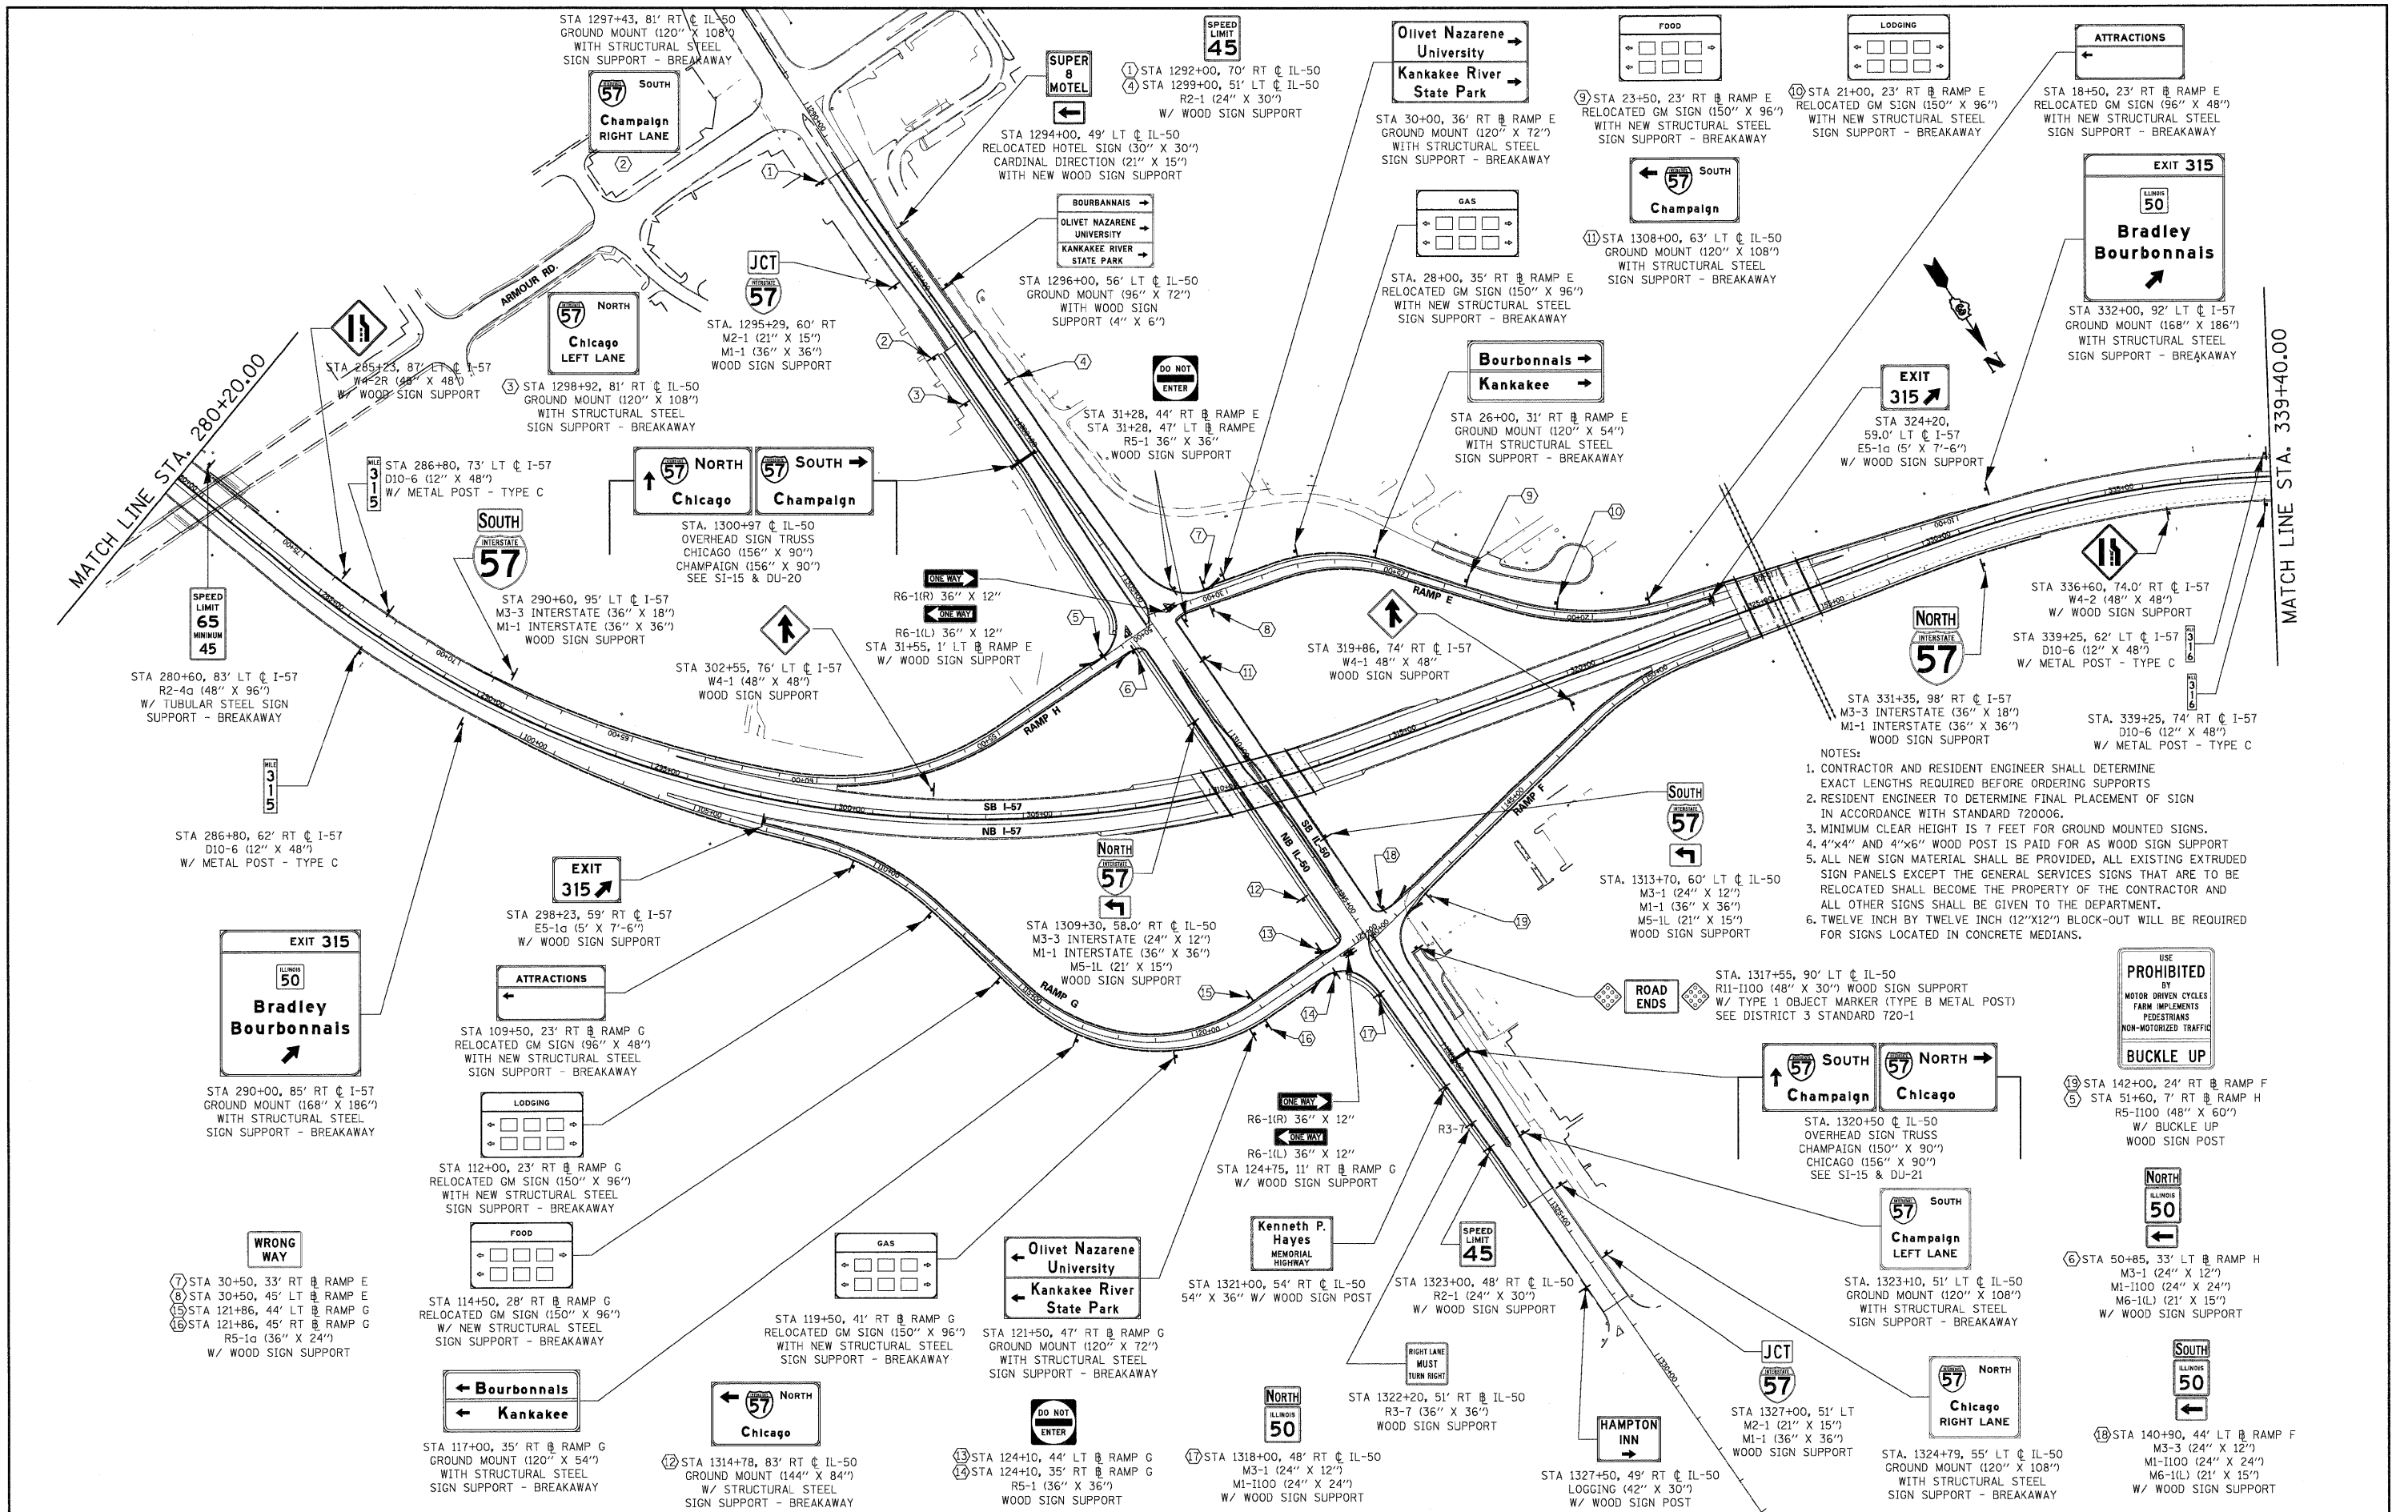 STA 1297+43, 81' RT ℄ IL-50
GROUND MOUNT (120" X 108")
WITH STRUCTURAL STEEL
SIGN SUPPORT - BREAKAWAY
INTERSTATE
57
SOUTH
Champaign
RIGHT LANE
2
SUPER
8
MOTEL
STA 1294+00, 49' LT ℄ IL-50
RELOCATED HOTEL SIGN (30" X 30")
CARDINAL DIRECTION (21" X 15")
WITH NEW WOOD SIGN SUPPORT
SPEED
LIMIT
45
1 STA 1292+00, 70' RT ℄ IL-50
4 STA 1299+00, 51' LT ℄ IL-50
R2-1 (24" X 30")
W/ WOOD SIGN SUPPORT
Olivet Nazarene →
University
Kankakee River →
State Park
STA 30+00, 36' RT B RAMP E
GROUND MOUNT (120" X 72")
WITH STRUCTURAL STEEL
SIGN SUPPORT - BREAKAWAY
FOOD
9 STA 23+50, 23' RT B RAMP E
RELOCATED GM SIGN (150" X 96")
WITH NEW STRUCTURAL STEEL
SIGN SUPPORT - BREAKAWAY
LODGING
10 STA 21+00, 23' RT B RAMP E
RELOCATED GM SIGN (150" X 96")
WITH NEW STRUCTURAL STEEL
SIGN SUPPORT - BREAKAWAY
ATTRACTIONS
←
STA 18+50, 23' RT B RAMP E
RELOCATED GM SIGN (96" X 48")
WITH NEW STRUCTURAL STEEL
SIGN SUPPORT - BREAKAWAY
BOURBANNAIS →
OLIVET NAZARENE →
UNIVERSITY
KANKAKEE RIVER →
STATE PARK
STA 1296+00, 56' LT ℄ IL-50
GROUND MOUNT (96" X 72")
WITH WOOD SIGN
SUPPORT (4" X 6")
GAS
STA. 28+00, 35' RT B RAMP E
RELOCATED GM SIGN (150" X 96")
WITH NEW STRUCTURAL STEEL
SIGN SUPPORT - BREAKAWAY
← 57 SOUTH
Champaign
11 STA 1308+00, 63' LT ℄ IL-50
GROUND MOUNT (120" X 108")
WITH STRUCTURAL STEEL
SIGN SUPPORT - BREAKAWAY
EXIT 315
ILLINOIS
50
Bradley
Bourbonnais
STA 332+00, 92' LT ℄ I-57
GROUND MOUNT (168" X 186")
WITH STRUCTURAL STEEL
SIGN SUPPORT - BREAKAWAY
N
ARMOUR RD.
STA 285+23, 87' LT ℄ I-57
W4-2R (48" X 48")
W/ WOOD SIGN SUPPORT
INTERSTATE
57
NORTH
Chicago
LEFT LANE
3 STA 1298+92, 81' RT ℄ IL-50
GROUND MOUNT (120" X 108")
WITH STRUCTURAL STEEL
SIGN SUPPORT - BREAKAWAY
JCT
INTERSTATE
57
STA. 1295+29, 60' RT
M2-1 (21" X 15")
M1-1 (36" X 36")
WOOD SIGN SUPPORT
DO NOT
ENTER
STA 31+28, 44' RT B RAMP E
STA 31+28, 47' LT B RAMPE
R5-1 36" X 36"
WOOD SIGN SUPPORT
Bourbonnais →
Kankakee →
STA 26+00, 31' RT B RAMP E
GROUND MOUNT (120" X 54")
WITH STRUCTURAL STEEL
SIGN SUPPORT - BREAKAWAY
EXIT
315
STA 324+20,
59.0' LT ℄ I-57
E5-1a (5' X 7'-6")
W/ WOOD SIGN SUPPORT
MATCH LINE STA. 280+20.00
MATCH LINE STA. 339+40.00
MILE
3
1
5
STA 286+80, 73' LT ℄ I-57
D10-6 (12" X 48")
W/ METAL POST - TYPE C
57 NORTH
Chicago
57 SOUTH →
Champaign
STA. 1300+97 ℄ IL-50
OVERHEAD SIGN TRUSS
CHICAGO (156" X 90")
CHAMPAIGN (156" X 90")
SEE SI-15 & DU-20
SOUTH
INTERSTATE
57
STA 290+60, 95' LT ℄ I-57
M3-3 INTERSTATE (36" X 18")
M1-1 INTERSTATE (36" X 36")
WOOD SIGN SUPPORT
SPEED
LIMIT
65
MINIMUM
45
STA 280+60, 83' LT ℄ I-57
R2-4a (48" X 96")
W/ TUBULAR STEEL SIGN
SUPPORT - BREAKAWAY
ONE WAY
R6-1(R) 36" X 12"
ONE WAY
R6-1(L) 36" X 12"
STA 31+55, 1' LT B RAMP E
W/ WOOD SIGN SUPPORT
STA 302+55, 76' LT ℄ I-57
W4-1 (48" X 48")
WOOD SIGN SUPPORT
STA 319+86, 74' RT ℄ I-57
W4-1 48" X 48"
WOOD SIGN SUPPORT
RAMP E
RAMP H
RAMP F
RAMP G
SB I-57
NB I-57
SB IL-50
NB IL-50
STA 336+60, 74.0' RT ℄ I-57
W4-2 (48" X 48")
W/ WOOD SIGN SUPPORT
STA 339+25, 62' LT ℄ I-57
D10-6 (12" X 48")
W/ METAL POST - TYPE C
MILE
3
1
6
STA. 339+25, 74' RT ℄ I-57
D10-6 (12" X 48")
W/ METAL POST - TYPE C
MILE
3
1
6
NORTH
INTERSTATE
57
STA 331+35, 98' RT ℄ I-57
M3-3 INTERSTATE (36" X 18")
M1-1 INTERSTATE (36" X 36")
WOOD SIGN SUPPORT
NOTES:
1. CONTRACTOR AND RESIDENT ENGINEER SHALL DETERMINE
EXACT LENGTHS REQUIRED BEFORE ORDERING SUPPORTS
2. RESIDENT ENGINEER TO DETERMINE FINAL PLACEMENT OF SIGN
IN ACCORDANCE WITH STANDARD 720006.
3. MINIMUM CLEAR HEIGHT IS 7 FEET FOR GROUND MOUNTED SIGNS.
4. 4"x4" AND 4"x6" WOOD POST IS PAID FOR AS WOOD SIGN SUPPORT
5. ALL NEW SIGN MATERIAL SHALL BE PROVIDED, ALL EXISTING EXTRUDED
SIGN PANELS EXCEPT THE GENERAL SERVICES SIGNS THAT ARE TO BE
RELOCATED SHALL BECOME THE PROPERTY OF THE CONTRACTOR AND
ALL OTHER SIGNS SHALL BE GIVEN TO THE DEPARTMENT.
6. TWELVE INCH BY TWELVE INCH (12"X12") BLOCK-OUT WILL BE REQUIRED
FOR SIGNS LOCATED IN CONCRETE MEDIANS.
MILE
3
1
5
STA 286+80, 62' RT ℄ I-57
D10-6 (12" X 48")
W/ METAL POST - TYPE C
EXIT
315
STA 298+23, 59' RT ℄ I-57
E5-1a (5' X 7'-6")
W/ WOOD SIGN SUPPORT
NORTH
INTERSTATE
57
STA 1309+30, 58.0' RT ℄ IL-50
M3-3 INTERSTATE (24" X 12")
M1-1 INTERSTATE (36" X 36")
M5-1L (21' X 15")
WOOD SIGN SUPPORT
SOUTH
INTERSTATE
57
STA. 1313+70, 60' LT ℄ IL-50
M3-1 (24" X 12")
M1-1 (36" X 36")
M5-1L (21" X 15")
WOOD SIGN SUPPORT
EXIT 315
ILLINOIS
50
Bradley
Bourbonnais
STA 290+00, 85' RT ℄ I-57
GROUND MOUNT (168" X 186")
WITH STRUCTURAL STEEL
SIGN SUPPORT - BREAKAWAY
ATTRACTIONS
←
STA 109+50, 23' RT B RAMP G
RELOCATED GM SIGN (96" X 48")
WITH NEW STRUCTURAL STEEL
SIGN SUPPORT - BREAKAWAY
ROAD
ENDS
STA. 1317+55, 90' LT ℄ IL-50
R11-I100 (48" X 30") WOOD SIGN SUPPORT
W/ TYPE 1 OBJECT MARKER (TYPE B METAL POST)
SEE DISTRICT 3 STANDARD 720-1
USE
PROHIBITED
BY
MOTOR DRIVEN CYCLES
FARM IMPLEMENTS
PEDESTRIANS
NON-MOTORIZED TRAFFIC
BUCKLE UP
19 STA 142+00, 24' RT B RAMP F
5 STA 51+60, 7' RT B RAMP H
R5-I100 (48" X 60")
W/ BUCKLE UP
WOOD SIGN POST
LODGING
STA 112+00, 23' RT B RAMP G
RELOCATED GM SIGN (150" X 96")
WITH NEW STRUCTURAL STEEL
SIGN SUPPORT - BREAKAWAY
ONE WAY
R6-1(R) 36" X 12"
ONE WAY
R6-1(L) 36" X 12"
STA 124+75, 11' RT B RAMP G
W/ WOOD SIGN SUPPORT
R3-7
57 SOUTH
Champaign
57 NORTH →
Chicago
STA. 1320+50 ℄ IL-50
OVERHEAD SIGN TRUSS
CHAMPAIGN (150" X 90")
CHICAGO (156" X 90")
SEE SI-15 & DU-21
WRONG
WAY
7 STA 30+50, 33' RT B RAMP E
8 STA 30+50, 45' LT B RAMP E
15 STA 121+86, 44' LT B RAMP G
16 STA 121+86, 45' RT B RAMP G
R5-1a (36" X 24")
W/ WOOD SIGN SUPPORT
FOOD
STA 114+50, 28' RT B RAMP G
RELOCATED GM SIGN (150" X 96")
W/ NEW STRUCTURAL STEEL
SIGN SUPPORT - BREAKAWAY
GAS
STA 119+50, 41' RT B RAMP G
RELOCATED GM SIGN (150" X 96")
WITH NEW STRUCTURAL STEEL
SIGN SUPPORT - BREAKAWAY
← Olivet Nazarene
University
← Kankakee River
State Park
STA 121+50, 47' RT B RAMP G
GROUND MOUNT (120" X 72")
WITH STRUCTURAL STEEL
SIGN SUPPORT - BREAKAWAY
Kenneth P.
Hayes
MEMORIAL
HIGHWAY
STA 1321+00, 54' RT ℄ IL-50
54" X 36" W/ WOOD SIGN POST
SPEED
LIMIT
45
STA 1323+00, 48' RT ℄ IL-50
R2-1 (24" X 30")
W/ WOOD SIGN SUPPORT
INTERSTATE
57
SOUTH
Champaign
LEFT LANE
STA. 1323+10, 51' LT ℄ IL-50
GROUND MOUNT (120" X 108")
WITH STRUCTURAL STEEL
SIGN SUPPORT - BREAKAWAY
NORTH
ILLINOIS
50
←
6 STA 50+85, 33' LT B RAMP H
M3-1 (24" X 12")
M1-I100 (24" X 24")
M6-1(L) (21' X 15")
W/ WOOD SIGN SUPPORT
← Bourbonnais
← Kankakee
STA 117+00, 35' RT B RAMP G
GROUND MOUNT (120" X 54")
WITH STRUCTURAL STEEL
SIGN SUPPORT - BREAKAWAY
← 57 NORTH
Chicago
12 STA 1314+78, 83' RT ℄ IL-50
GROUND MOUNT (144" X 84")
W/ STRUCTURAL STEEL
SIGN SUPPORT - BREAKAWAY
DO NOT
ENTER
13 STA 124+10, 44' LT B RAMP G
14 STA 124+10, 35' RT B RAMP G
R5-1 (36" X 36")
WOOD SIGN SUPPORT
NORTH
ILLINOIS
50
17 STA 1318+00, 48' RT ℄ IL-50
M3-1 (24" X 12")
M1-I100 (24" X 24")
W/ WOOD SIGN SUPPORT
RIGHT LANE
MUST
TURN RIGHT
STA 1322+20, 51' RT B IL-50
R3-7 (36" X 36")
WOOD SIGN SUPPORT
HAMPTON
INN
→
STA 1327+50, 49' RT ℄ IL-50
LOGGING (42" X 30")
W/ WOOD SIGN POST
JCT
INTERSTATE
57
STA 1327+00, 51' LT
M2-1 (21" X 15")
M1-1 (36" X 36")
WOOD SIGN SUPPORT
INTERSTATE
57
NORTH
Chicago
RIGHT LANE
STA. 1324+79, 55' LT ℄ IL-50
GROUND MOUNT (120" X 108")
WITH STRUCTURAL STEEL
SIGN SUPPORT - BREAKAWAY
SOUTH
ILLINOIS
50
←
18 STA 140+90, 44' LT B RAMP F
M3-3 (24" X 12")
M1-I100 (24" X 24")
M6-1(L) (21' X 15")
W/ WOOD SIGN SUPPORT